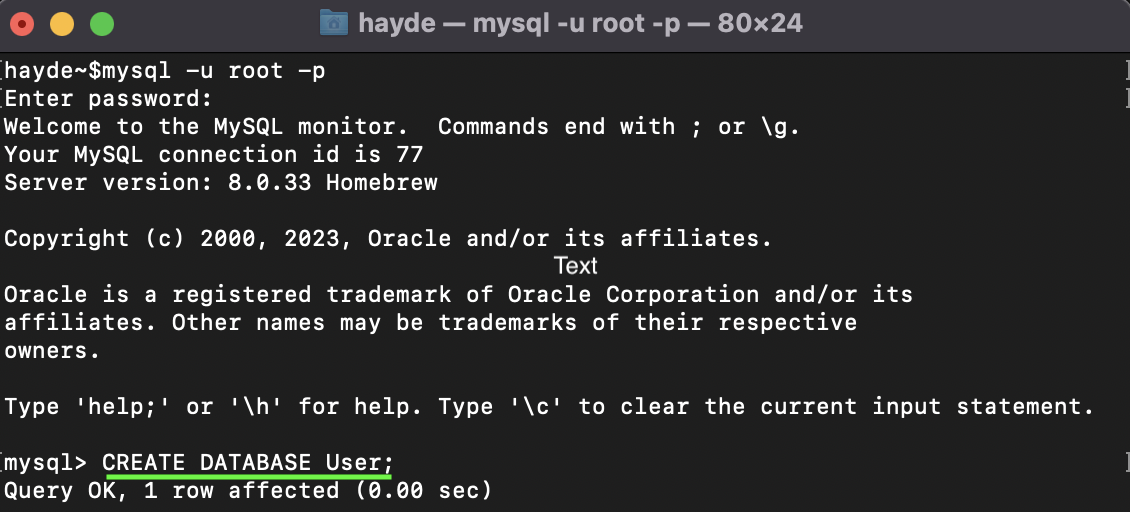 hayde — mysql -u root -p — 80×24
hayde~$mysql -u root -p
Enter password:
Welcome to the MySQL monitor.  Commands end with ; or \g.
Your MySQL connection id is 77
Server version: 8.0.33 Homebrew
Copyright (c) 2000, 2023, Oracle and/or its affiliates.
Text
Oracle is a registered trademark of Oracle Corporation and/or its
affiliates. Other names may be trademarks of their respective
owners.
Type 'help;' or '\h' for help. Type '\c' to clear the current input statement.
mysql> CREATE DATABASE User;
Query OK, 1 row affected (0.00 sec)